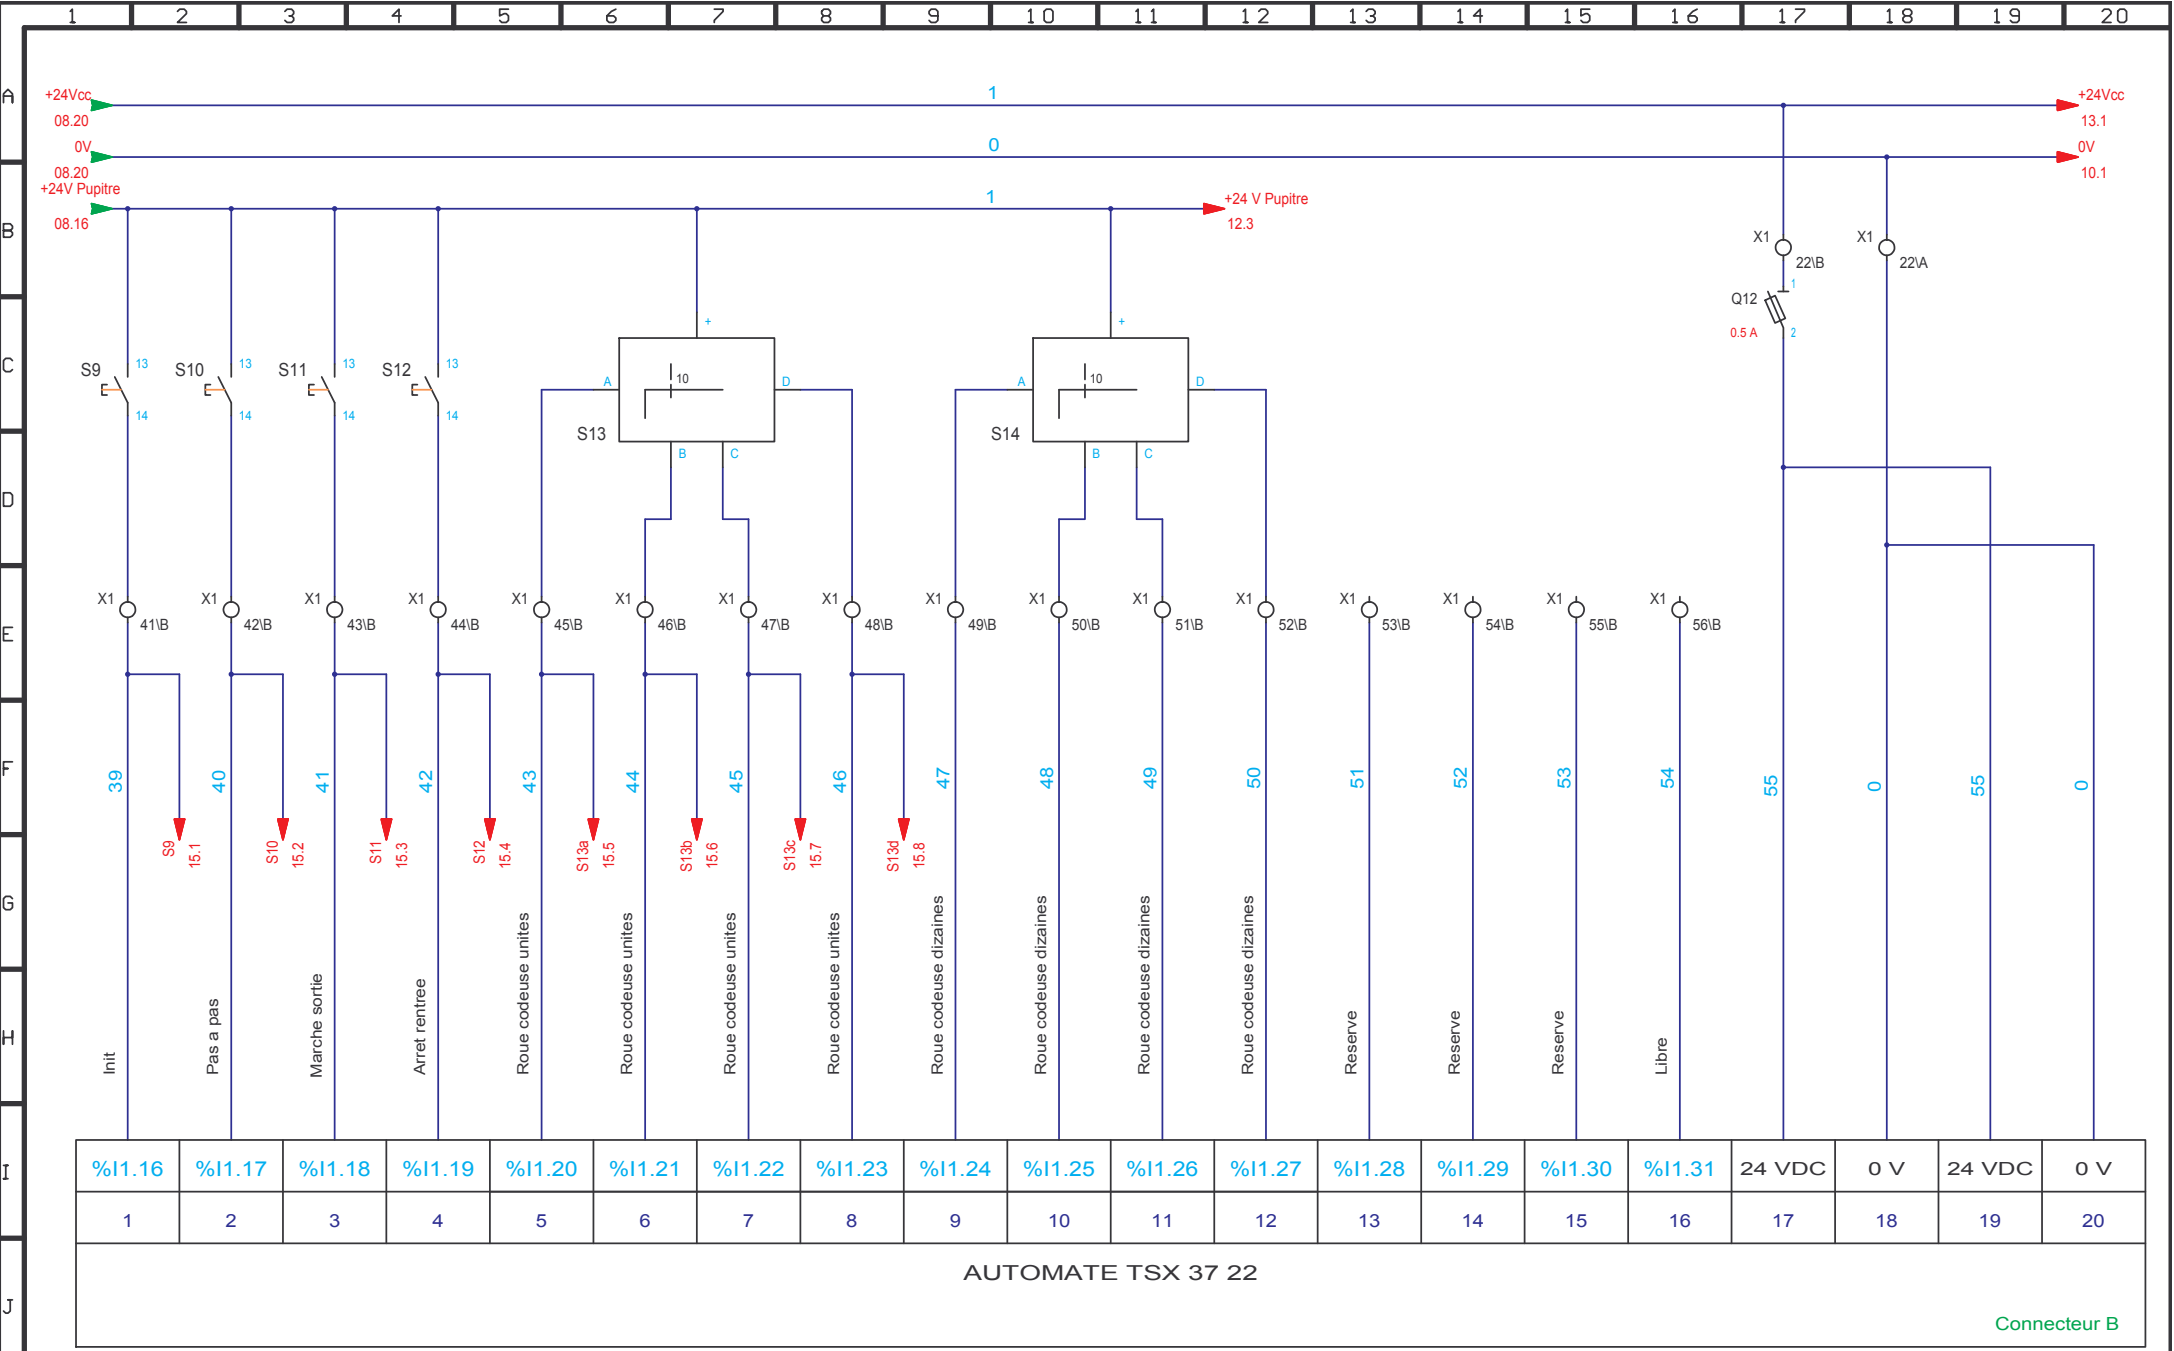 1 2 3 4 5 6 7 8 9 10 11 12 13 14 15 16 17 18 19 20
A
+24Vcc 1 +24Vcc
08.20 13.1
0V 0 0V
08.20 10.1
+24V Pupitre 1 +24 V Pupitre
08.16 12.3
B
X1 22\B X1 22\A
Q12 1
0.5 A 2
+ +
C
S9 13 14 S10 13 14 S11 13 14 S12 13 14
A 10 D A 10 D
S13 S14
B C B C
D
E
X1 X1 X1 X1 X1 X1 X1 X1 X1 X1 X1 X1 X1 X1 X1 X1
41\B 42\B 43\B 44\B 45\B 46\B 47\B 48\B 49\B 50\B 51\B 52\B 53\B 54\B 55\B 56\B
F
39 40 41 42 43 44 45 46 47 48 49 50 51 52 53 54 55 0 55 0
S9 15.1
S10 15.2
S11 15.3
S12 15.4
S13a 15.5
S13b 15.6
S13c 15.7
S13d 15.8
G
H
Init
Pas a pas
Marche sortie
Arret rentree
Roue codeuse unites
Roue codeuse unites
Roue codeuse unites
Roue codeuse unites
Roue codeuse dizaines
Roue codeuse dizaines
Roue codeuse dizaines
Roue codeuse dizaines
Reserve
Reserve
Reserve
Libre
I
%I1.16 %I1.17 %I1.18 %I1.19 %I1.20 %I1.21 %I1.22 %I1.23 %I1.24 %I1.25 %I1.26 %I1.27 %I1.28 %I1.29 %I1.30 %I1.31 24 VDC 0 V 24 VDC 0 V
1 2 3 4 5 6 7 8 9 10 11 12 13 14 15 16 17 18 19 20
AUTOMATE TSX 37 22
J
Connecteur B